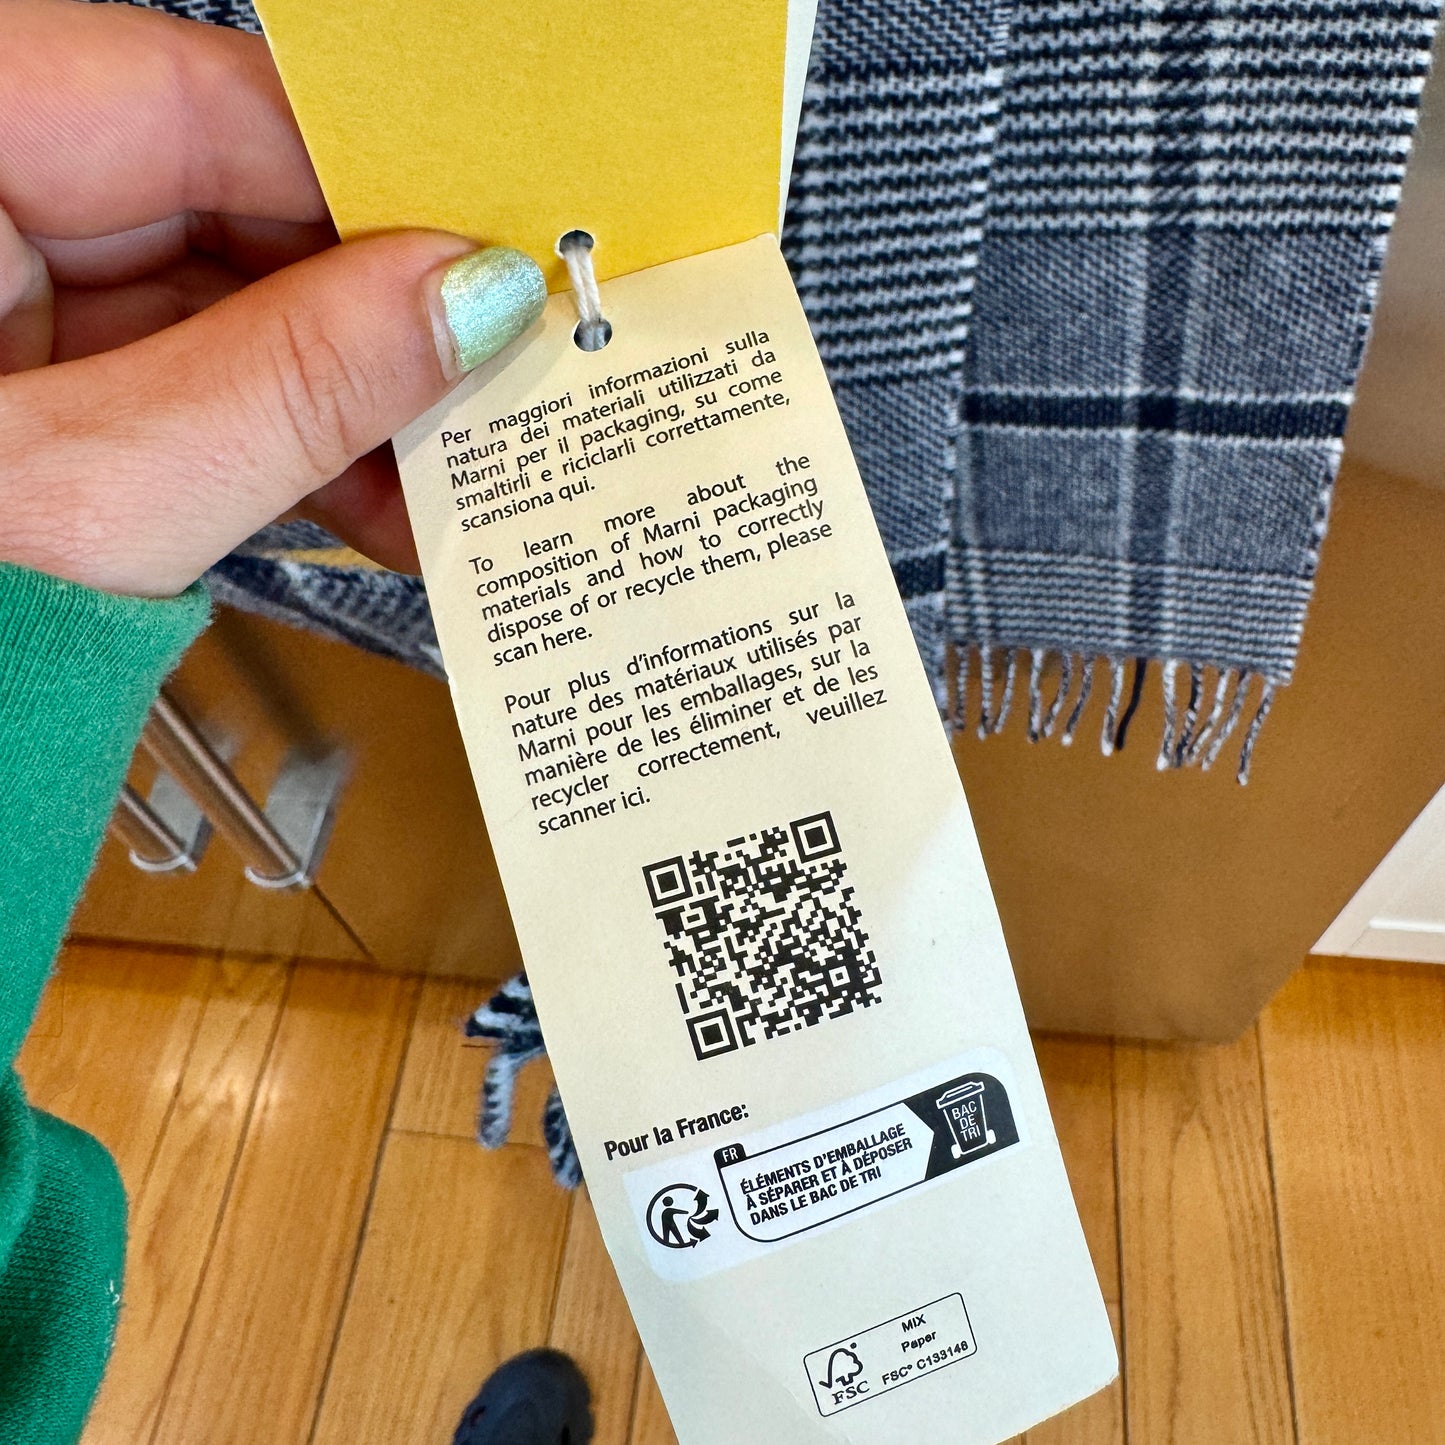 Per maggiori informazioni sulla
natura dei materiali utilizzati da
Marni per il packaging, su come
smaltirli e riciclarli correttamente,
scansiona qui.
To learn more about the
composition of Marni packaging
materials and how to correctly
dispose of or recycle them, please
scan here.
Pour plus d'informations sur la
nature des matériaux utilisés par
Marni pour les emballages, sur la
manière de les éliminer et de les
recycler correctement, veuillez
scanner ici.
Pour la France:
FR
ÉLÉMENTS D'EMBALLAGE
À SÉPARER ET À DÉPOSER
DANS LE BAC DE TRI
BAC
DE
TRI
FSC
MIX
Paper
FSC® C133148